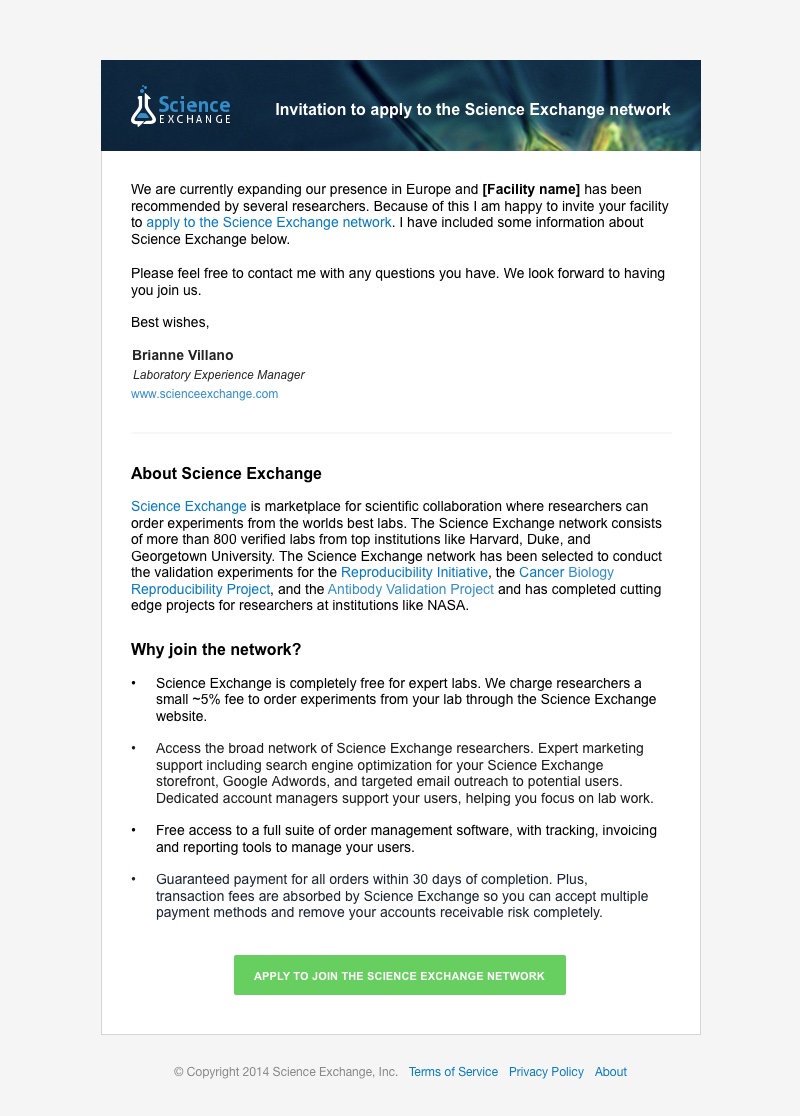 Science
EXCHANGE
Invitation to apply to the Science Exchange network
We are currently expanding our presence in Europe and [Facility name] has been
recommended by several researchers. Because of this I am happy to invite your facility
to apply to the Science Exchange network. I have included some information about
Science Exchange below.
Please feel free to contact me with any questions you have. We look forward to having
you join us.
Best wishes,
Brianne Villano
Laboratory Experience Manager
www.scienceexchange.com
About Science Exchange
Science Exchange is marketplace for scientific collaboration where researchers can
order experiments from the worlds best labs. The Science Exchange network consists
of more than 800 verified labs from top institutions like Harvard, Duke, and
Georgetown University. The Science Exchange network has been selected to conduct
the validation experiments for the Reproducibility Initiative, the Cancer Biology
Reproducibility Project, and the Antibody Validation Project and has completed cutting
edge projects for researchers at institutions like NASA.
Why join the network?
• Science Exchange is completely free for expert labs. We charge researchers a
small ~5% fee to order experiments from your lab through the Science Exchange
website.
• Access the broad network of Science Exchange researchers. Expert marketing
support including search engine optimization for your Science Exchange
storefront, Google Adwords, and targeted email outreach to potential users.
Dedicated account managers support your users, helping you focus on lab work.
• Free access to a full suite of order management software, with tracking, invoicing
and reporting tools to manage your users.
• Guaranteed payment for all orders within 30 days of completion. Plus,
transaction fees are absorbed by Science Exchange so you can accept multiple
payment methods and remove your accounts receivable risk completely.
APPLY TO JOIN THE SCIENCE EXCHANGE NETWORK
© Copyright 2014 Science Exchange, Inc. Terms of Service Privacy Policy About